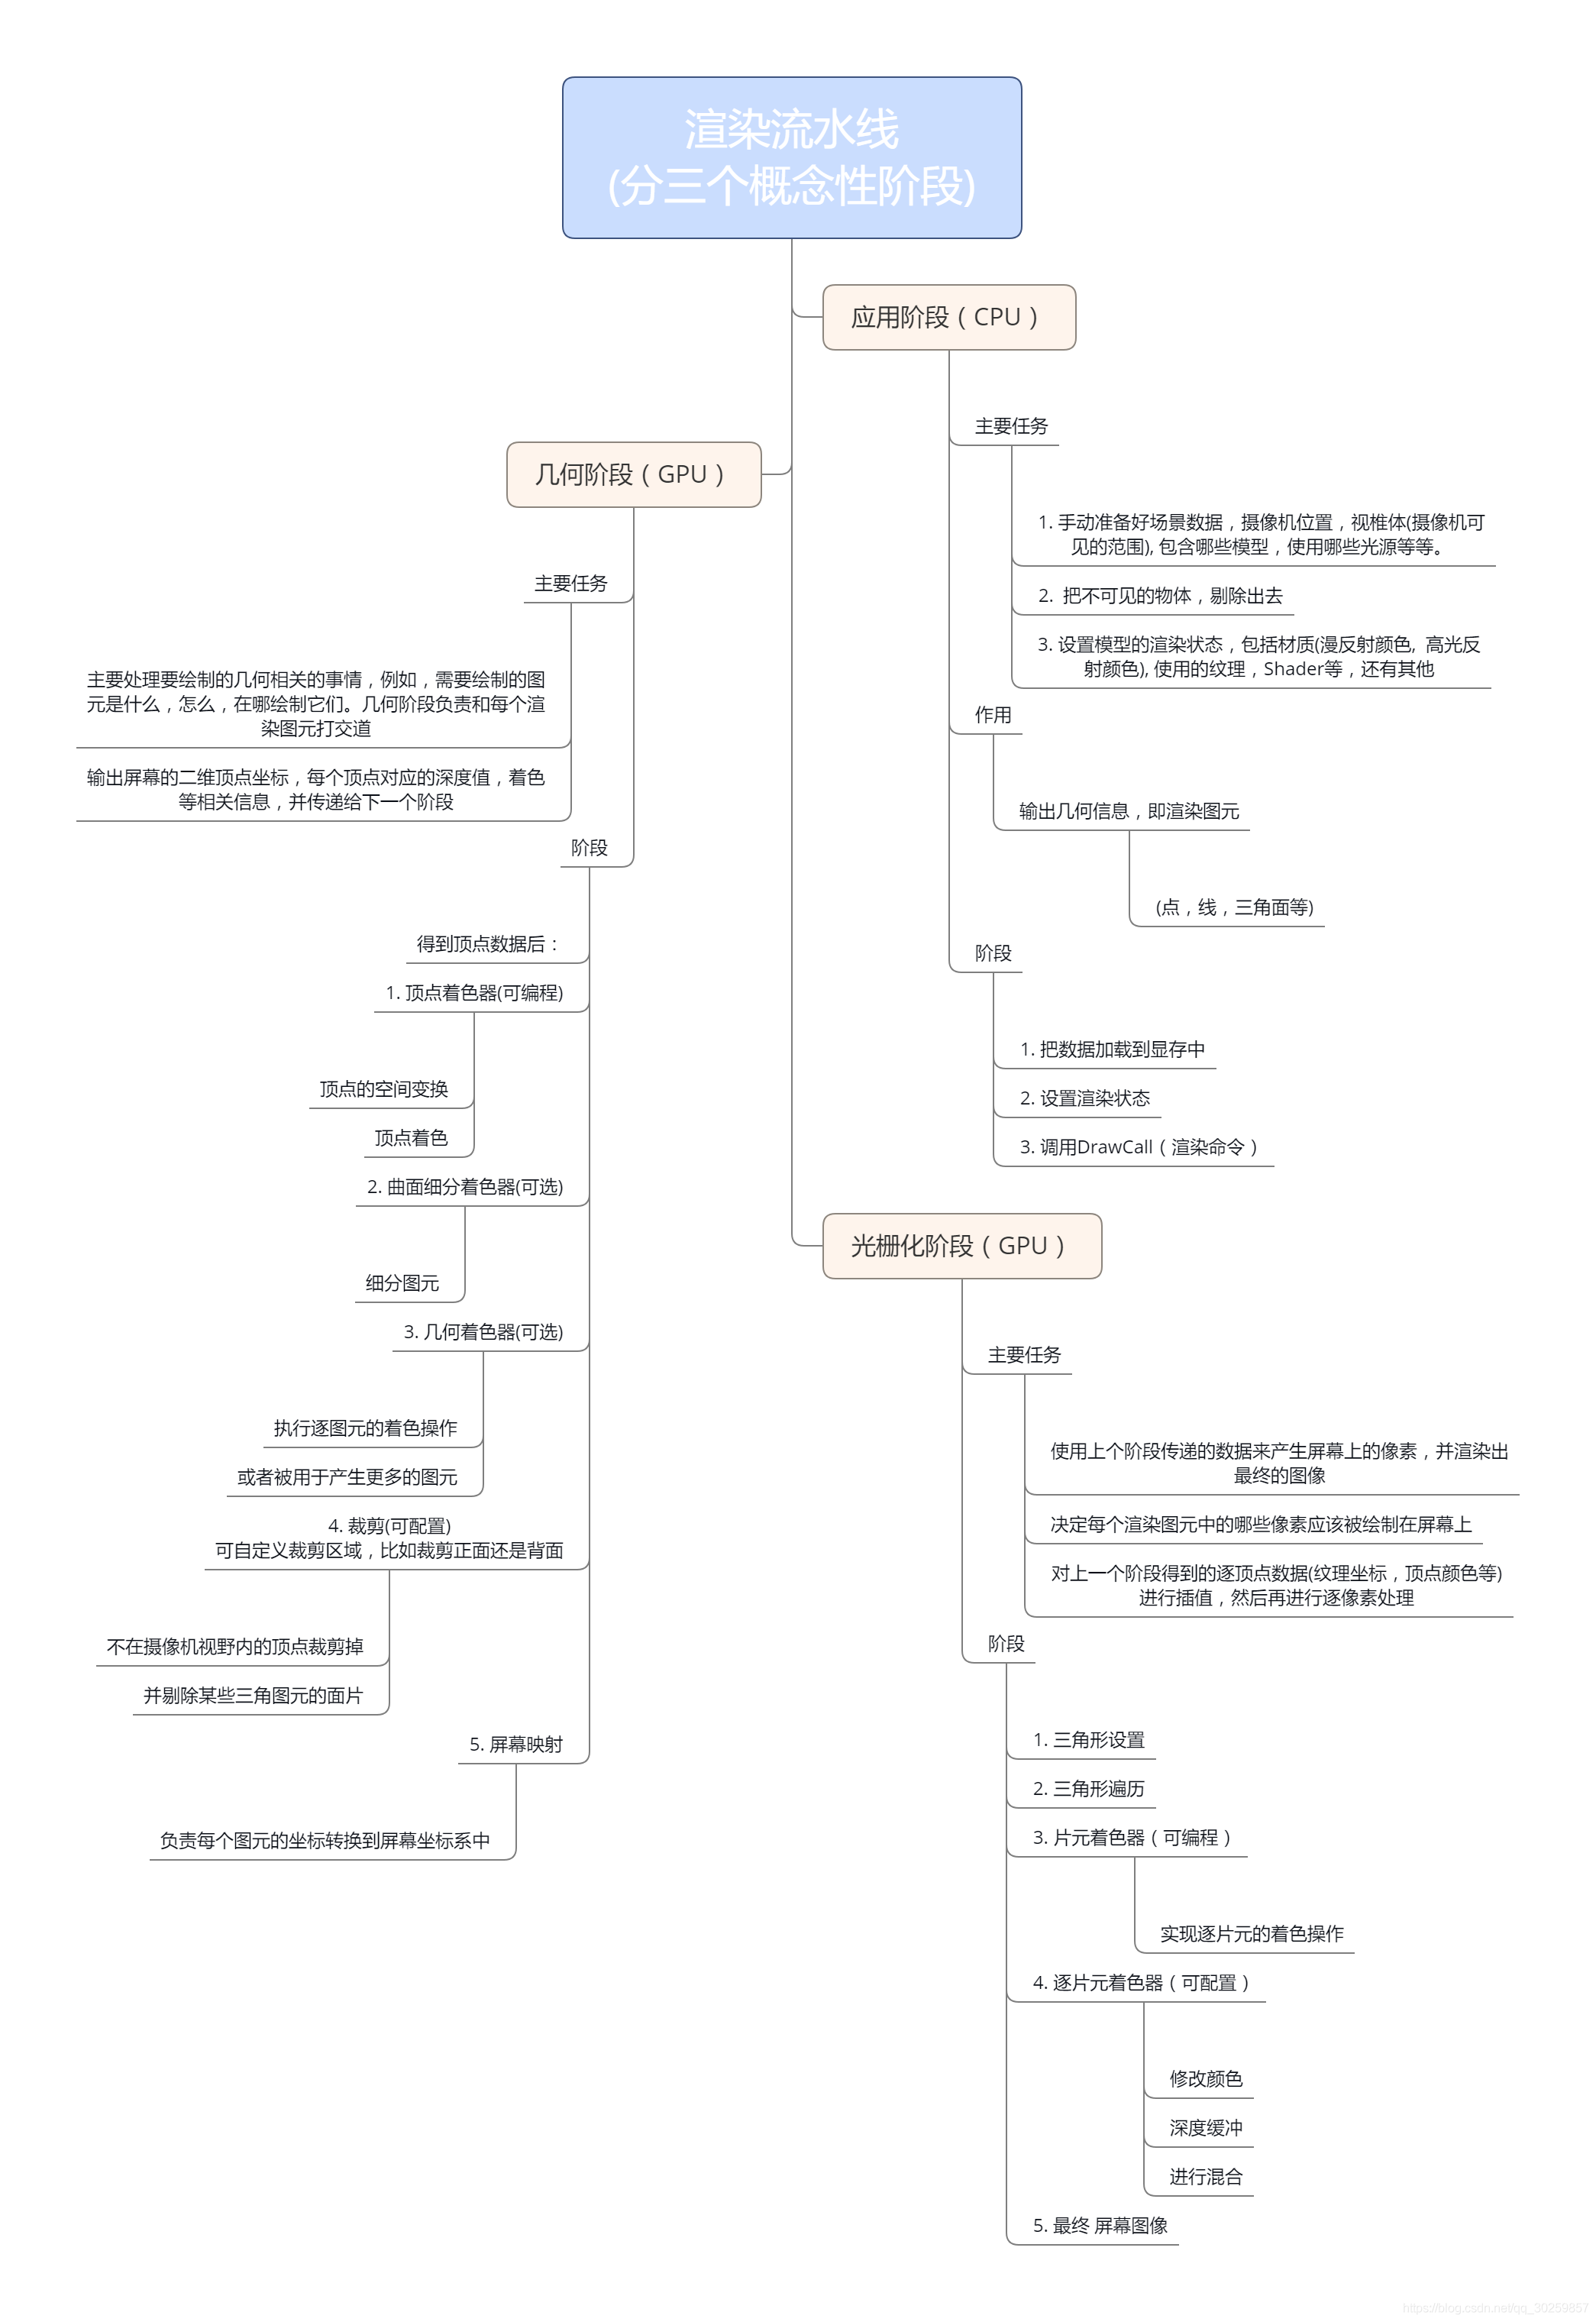 渲染流水线
(分三个概念性阶段)
应用阶段（CPU）
主要任务
1. 手动准备好场景数据，摄像机位置，视椎体(摄像机可
见的范围), 包含哪些模型，使用哪些光源等等。
2. 把不可见的物体，剔除出去
3. 设置模型的渲染状态，包括材质(漫反射颜色, 高光反
射颜色), 使用的纹理，Shader等，还有其他
作用
输出几何信息，即渲染图元
(点，线，三角面等)
阶段
1. 把数据加载到显存中
2. 设置渲染状态
3. 调用DrawCall（渲染命令）
几何阶段（GPU）
主要任务
主要处理要绘制的几何相关的事情，例如，需要绘制的图
元是什么，怎么，在哪绘制它们。几何阶段负责和每个渲
染图元打交道
输出屏幕的二维顶点坐标，每个顶点对应的深度值，着色
等相关信息，并传递给下一个阶段
阶段
得到顶点数据后：
1. 顶点着色器(可编程)
顶点的空间变换
顶点着色
2. 曲面细分着色器(可选)
细分图元
3. 几何着色器(可选)
执行逐图元的着色操作
或者被用于产生更多的图元
4. 裁剪(可配置)
可自定义裁剪区域，比如裁剪正面还是背面
不在摄像机视野内的顶点裁剪掉
并剔除某些三角图元的面片
5. 屏幕映射
负责每个图元的坐标转换到屏幕坐标系中
光栅化阶段（GPU）
主要任务
使用上个阶段传递的数据来产生屏幕上的像素，并渲染出
最终的图像
决定每个渲染图元中的哪些像素应该被绘制在屏幕上
对上一个阶段得到的逐顶点数据(纹理坐标，顶点颜色等)
进行插值，然后再进行逐像素处理
阶段
1. 三角形设置
2. 三角形遍历
3. 片元着色器（可编程）
实现逐片元的着色操作
4. 逐片元着色器（可配置）
修改颜色
深度缓冲
进行混合
5. 最终 屏幕图像
https://blog.csdn.net/qq_30259857